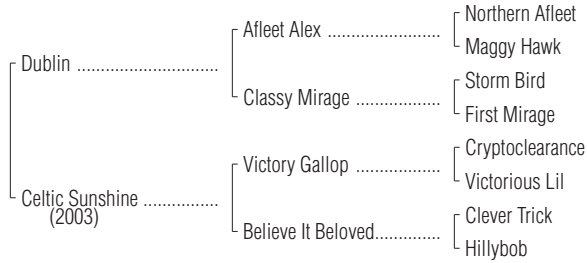 Northern Afleet
Afleet Alex ........................
Maggy Hawk
Dublin ..............................
Storm Bird
Classy Mirage ..................
First Mirage
Cryptoclearance
Victory Gallop ..................
Victorious Lil
Celtic Sunshine ................
(2003)
Clever Trick
Believe It Beloved..............
Hillybob